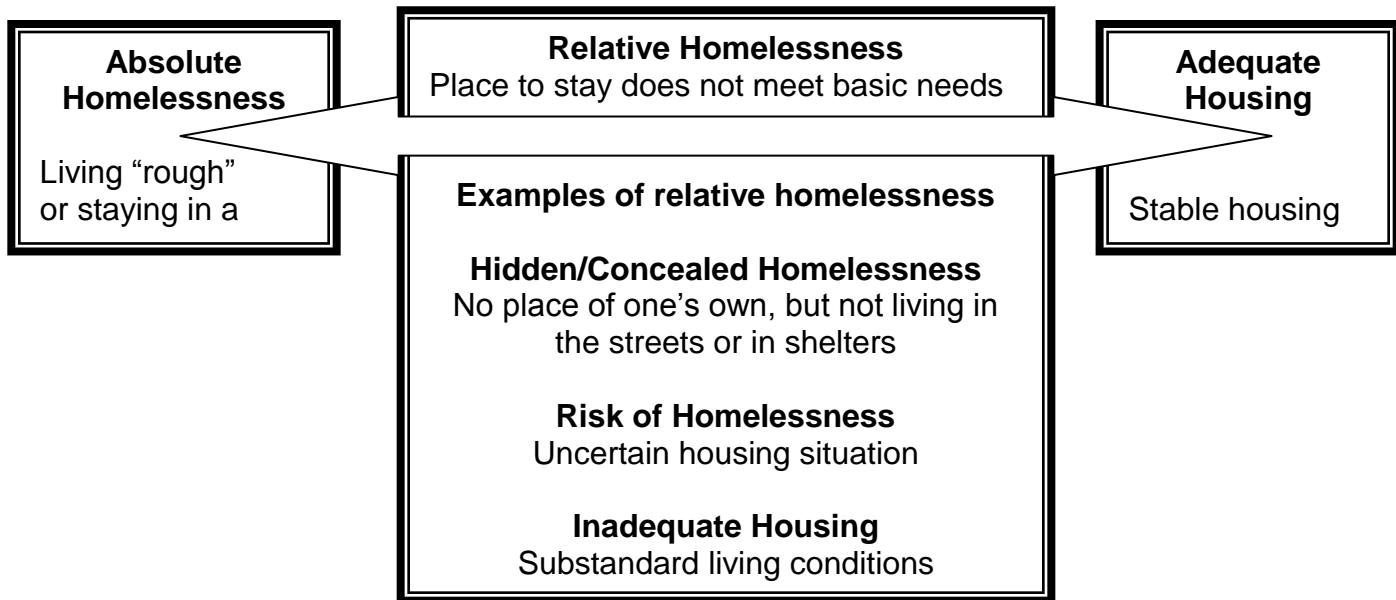 Absolute
Homelessness
Living “rough”
or staying in a
Relative Homelessness
Place to stay does not meet basic needs
Examples of relative homelessness
Hidden/Concealed Homelessness
No place of one’s own, but not living in
the streets or in shelters
Risk of Homelessness
Uncertain housing situation
Inadequate Housing
Substandard living conditions
Adequate
Housing
Stable housing